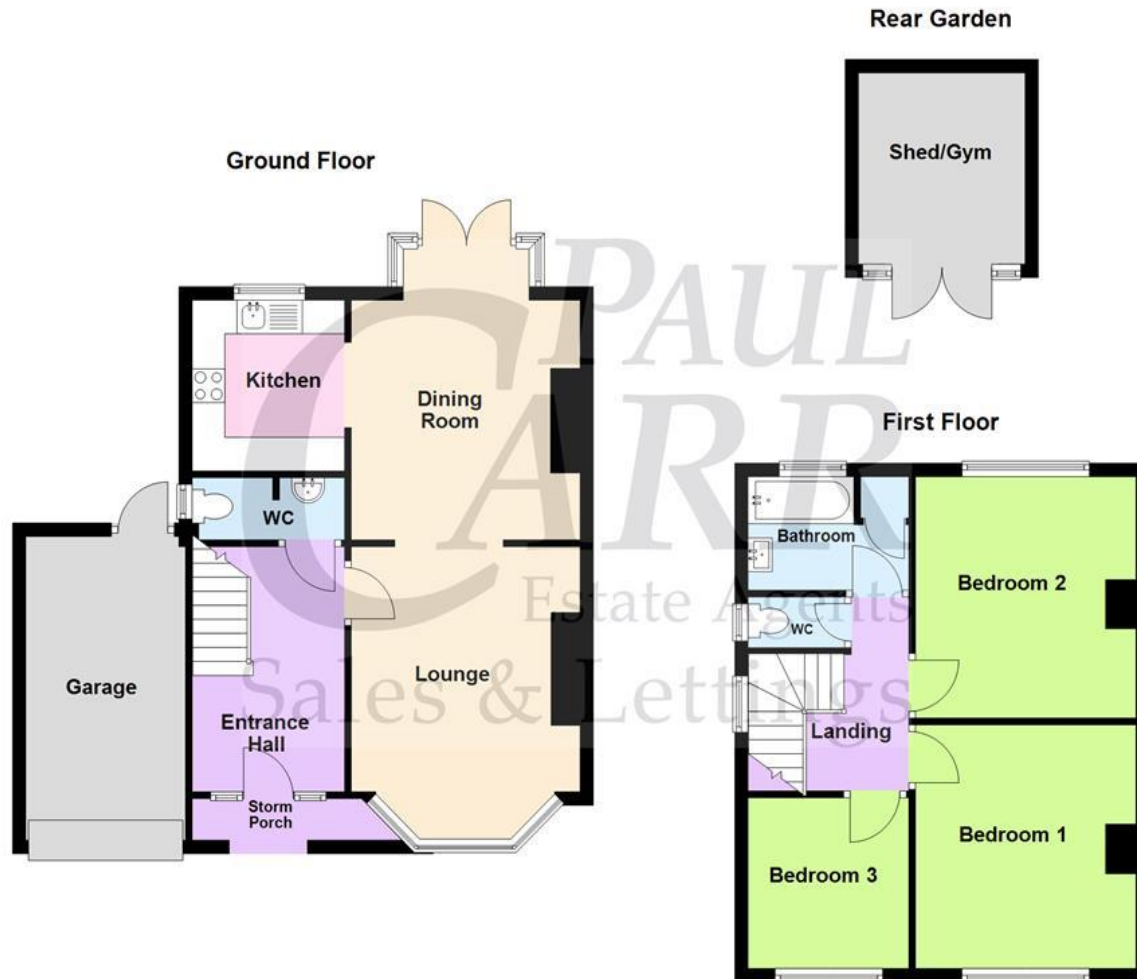 Rear Garden
Shed/Gym
Ground Floor
Kitchen
Dining
Room
WC
Garage
Lounge
Entrance
Hall
Storm
Porch
First Floor
Bathroom
Bedroom 2
WC
Landing
Bedroom 1
Bedroom 3
PAUL
CARR
Estate Agents
Sales & Lettings